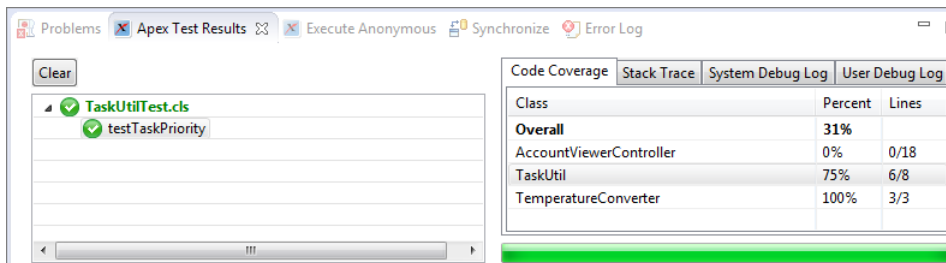 Problems Apex Test Results Execute Anonymous Synchronize Error Log
Clear
TaskUtilTest.cls
testTaskPriority
Code Coverage Stack Trace System Debug Log User Debug Log
Class Percent Lines
Overall 31%
AccountViewerController 0% 0/18
TaskUtil 75% 6/8
TemperatureConverter 100% 3/3